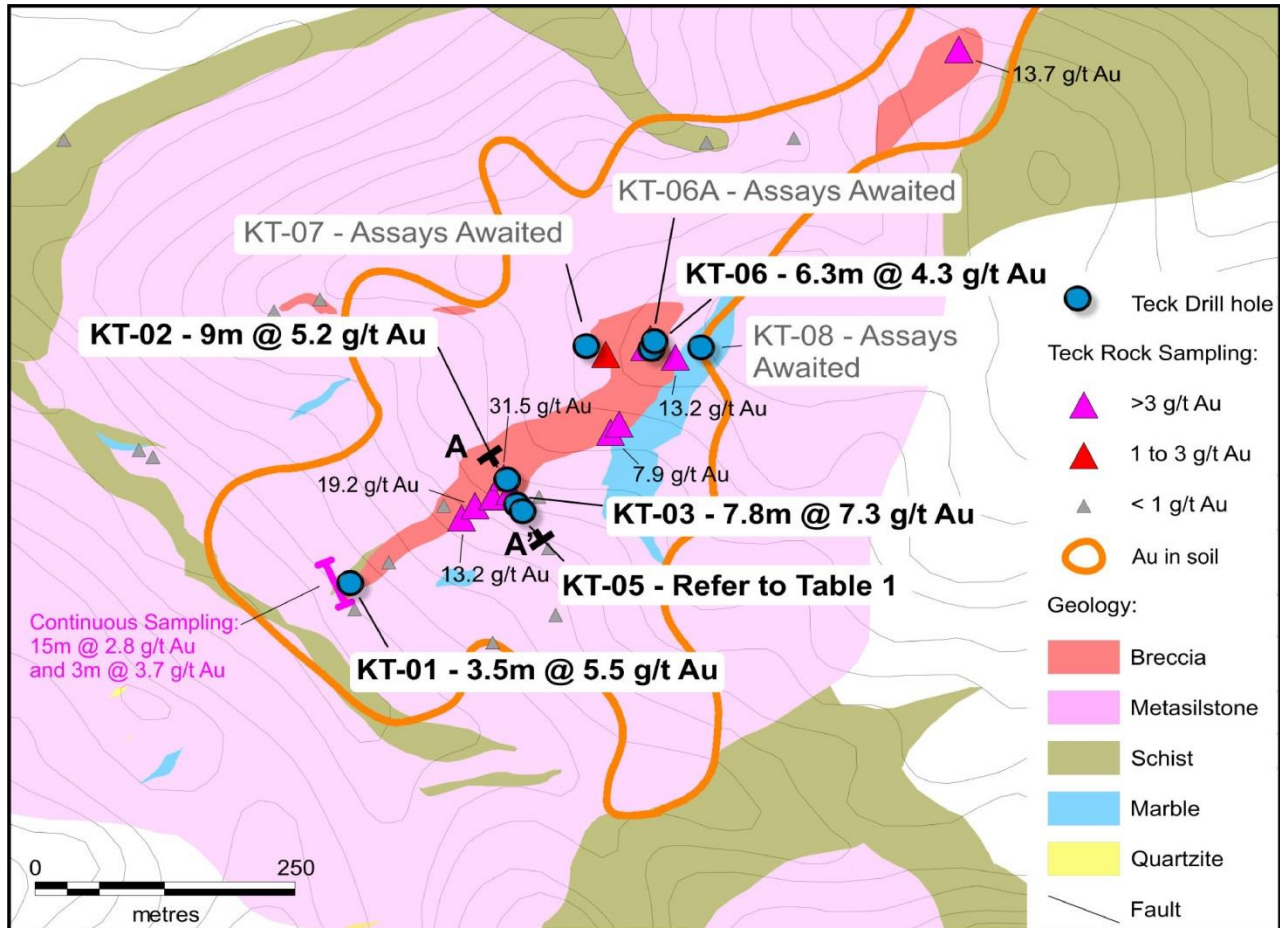 13.7 g/t Au
KT-06A - Assays Awaited
KT-07 - Assays Awaited
KT-06 - 6.3m @ 4.3 g/t Au
KT-02 - 9m @ 5.2 g/t Au
KT-08 - Assays
Awaited
31.5 g/t Au
13.2 g/t Au
A
7.9 g/t Au
19.2 g/t Au
KT-03 - 7.8m @ 7.3 g/t Au
A'
13.2 g/t Au
KT-05 - Refer to Table 1
Continuous Sampling:
15m @ 2.8 g/t Au
and 3m @ 3.7 g/t Au
KT-01 - 3.5m @ 5.5 g/t Au
0
250
metres
Teck Drill hole
Teck Rock Sampling:
>3 g/t Au
1 to 3 g/t Au
< 1 g/t Au
Au in soil
Geology:
Breccia
Metasilstone
Schist
Marble
Quartzite
Fault